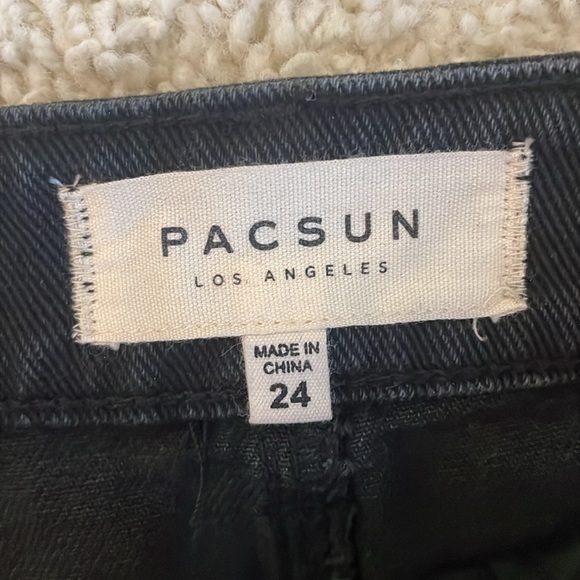 PACSUN
LOS ANGELES
MADE IN
CHINA
24